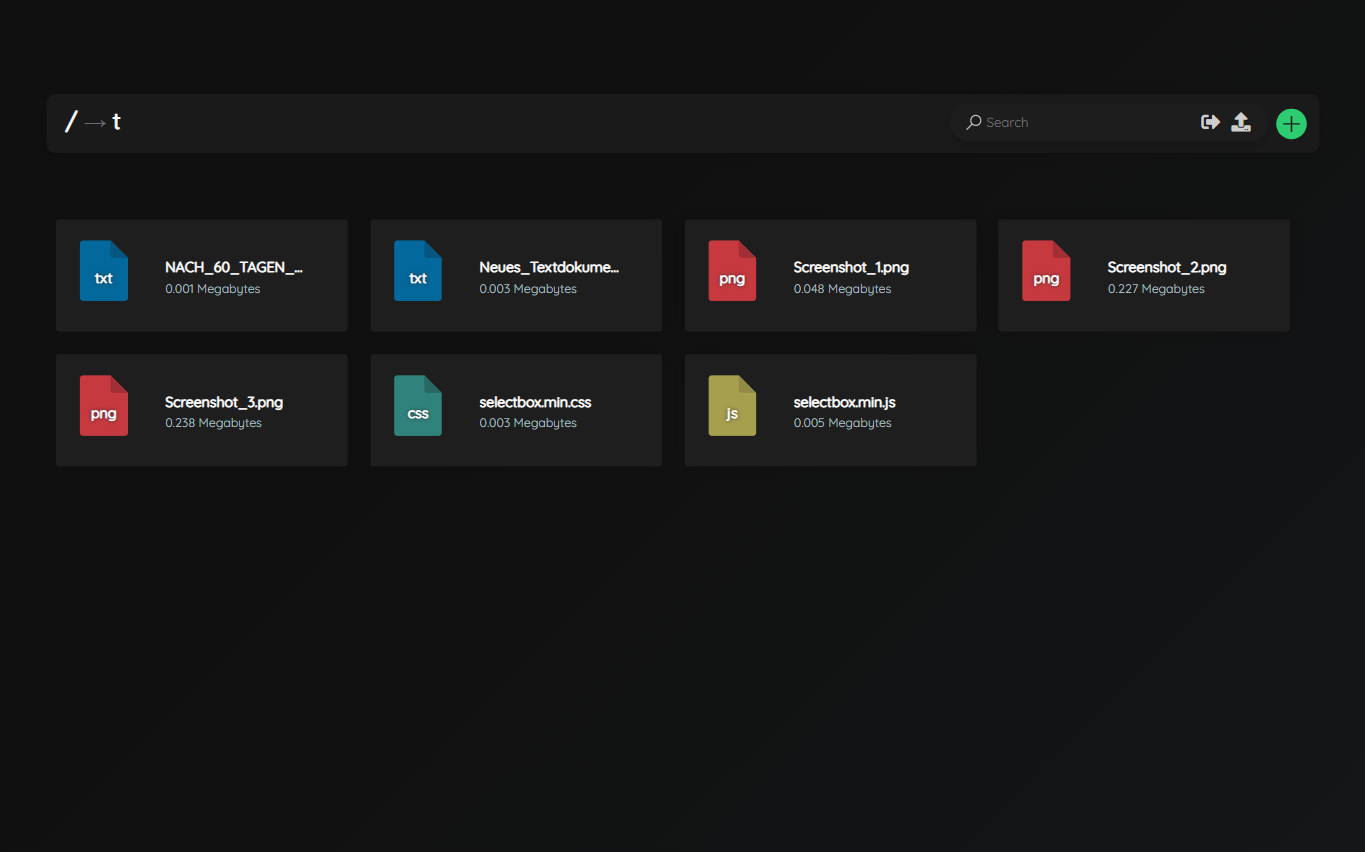 / → t
Search
txt
NACH_60_TAGEN_...
0.001 Megabytes
txt
Neues_Textdokume...
0.003 Megabytes
png
Screenshot_1.png
0.048 Megabytes
png
Screenshot_2.png
0.227 Megabytes
png
Screenshot_3.png
0.238 Megabytes
css
selectbox.min.css
0.003 Megabytes
js
selectbox.min.js
0.005 Megabytes